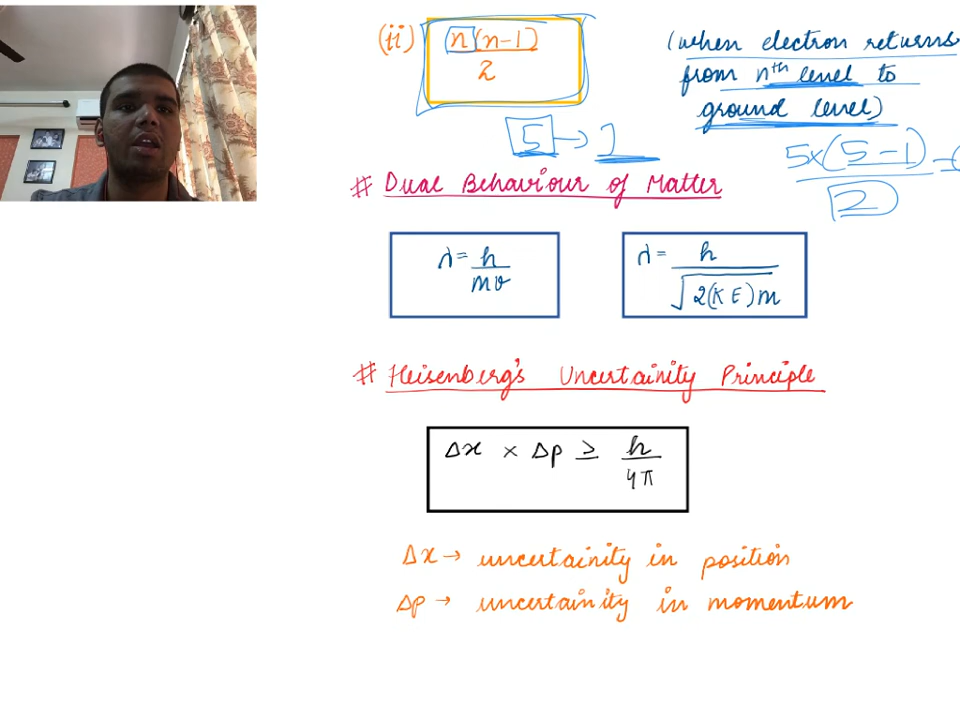 (ii) n(n-1)
2
(when electron returns
from nth level to
ground level)
5 → 1
5x(5-1) =
2
# Dual Behaviour of Matter
λ = h
mv
λ = h
√2(KE)m
# Heisenberg's Uncertainity Principle
Δx × Δp ≥ h
4π
Δx → uncertainity in position
Δp → uncertainity in momentum